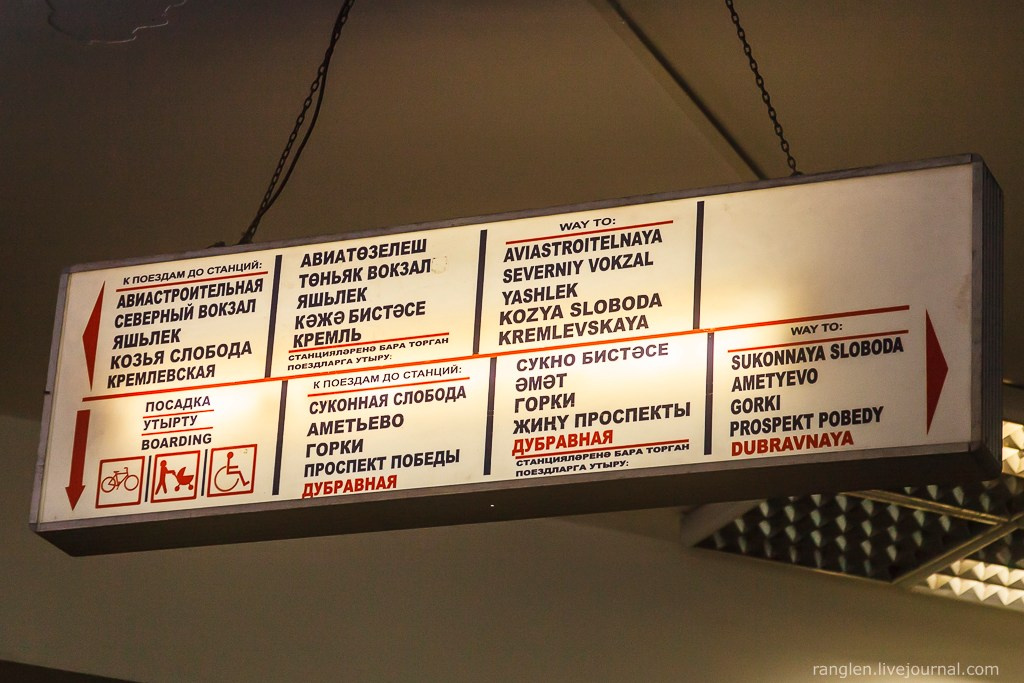 К ПОЕЗДАМ ДО СТАНЦИЙ:
АВИАСТРОИТЕЛЬНАЯ
СЕВЕРНЫЙ ВОКЗАЛ
ЯШЬЛЕК
КОЗЬЯ СЛОБОДА
КРЕМЛЕВСКАЯ
АВИАТӨЗЕЛЕШ
ТӨНЬЯК ВОКЗАЛ
ЯШЬЛЕК
КӘҖӘ БИСТӘСЕ
КРЕМЛЬ
СТАНЦИЯЛӘРЕНӘ БАРА ТОРГАН
ПОЕЗДЛАРГА УТЫРУ:
WAY TO:
AVIASTROITELNAYA
SEVERNIY VOKZAL
YASHLEK
KOZYA SLOBODA
KREMLEVSKAYA
ПОСАДКА
УТЫРТУ
BOARDING
К ПОЕЗДАМ ДО СТАНЦИЙ:
СУКОННАЯ СЛОБОДА
АМЕТЬЕВО
ГОРКИ
ПРОСПЕКТ ПОБЕДЫ
ДУБРАВНАЯ
СУКНО БИСТӘСЕ
ӘМӘТ
ГОРКИ
ҖИҢҮ ПРОСПЕКТЫ
ДУБРАВНАЯ
СТАНЦИЯЛӘРЕНӘ БАРА ТОРГАН
ПОЕЗДЛАРГА УТЫРУ:
WAY TO:
SUKONNAYA SLOBODA
AMETYEVO
GORKI
PROSPEKT POBEDY
DUBRAVNAYA
ranglen.livejournal.com